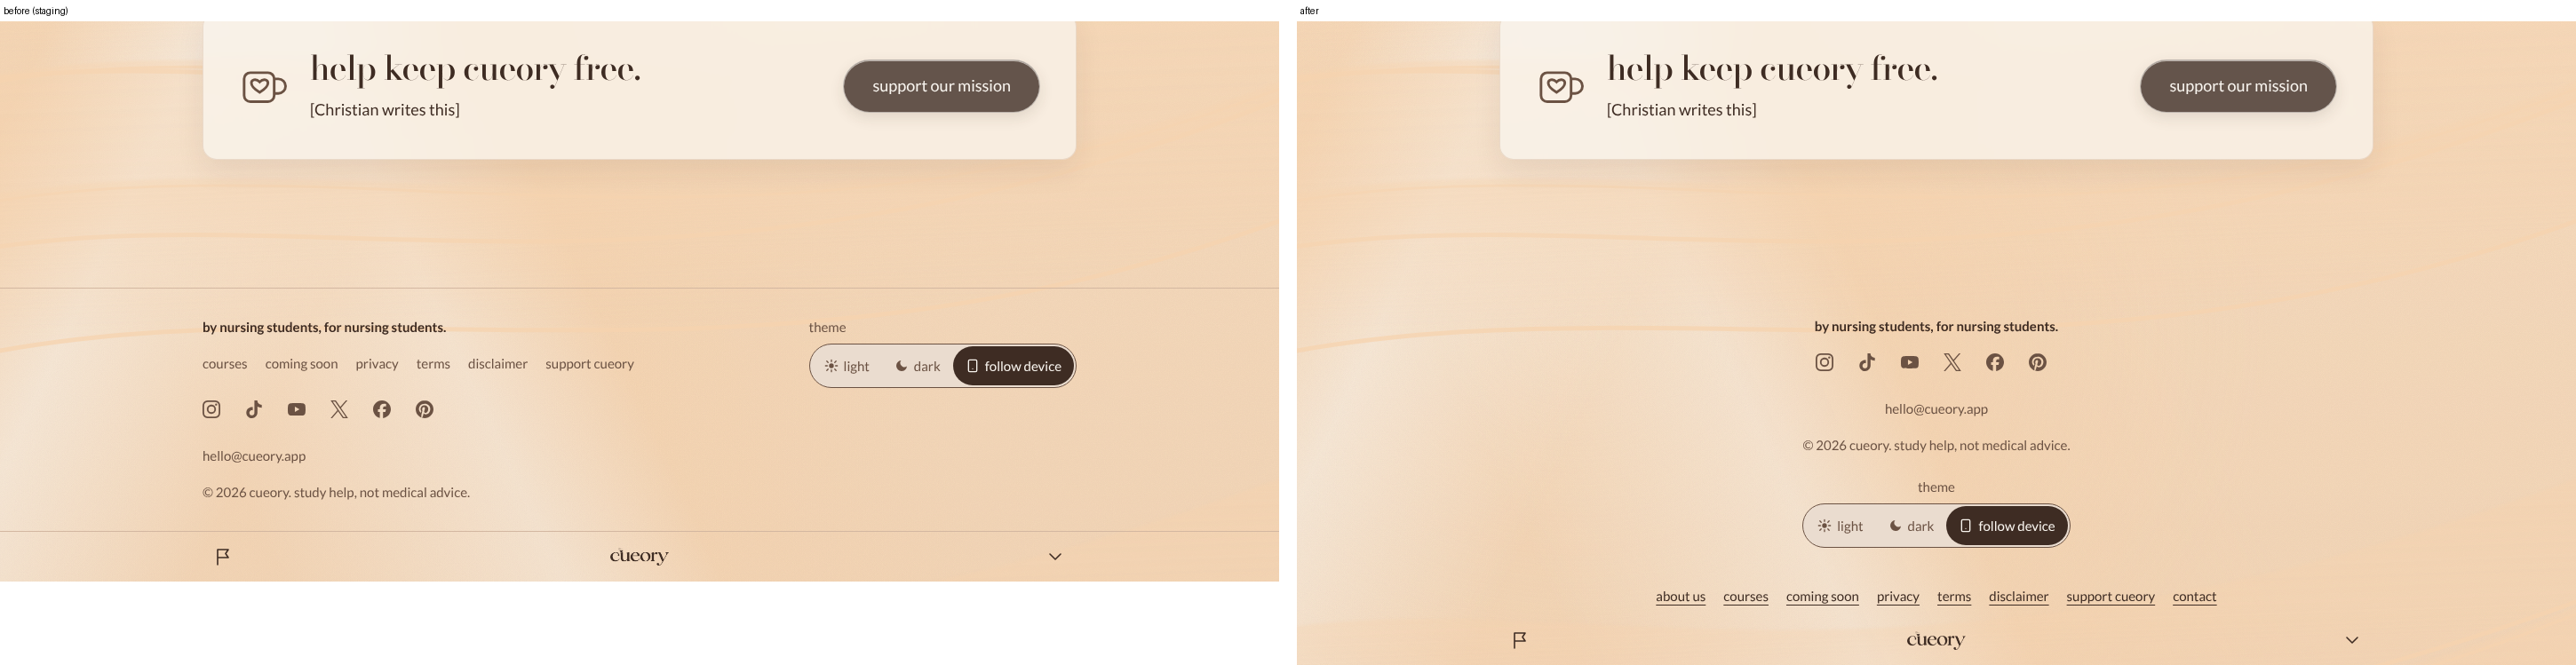 before (staging)
help keep cueory free.
[Christian writes this]
support our mission
by nursing students, for nursing students.
courses coming soon privacy terms disclaimer support cueory
hello@cueory.app
© 2026 cueory. study help, not medical advice.
theme
light dark follow device
cueory
after
help keep cueory free.
[Christian writes this]
support our mission
by nursing students, for nursing students.
hello@cueory.app
© 2026 cueory. study help, not medical advice.
theme
light dark follow device
about us courses coming soon privacy terms disclaimer support cueory contact
cueory